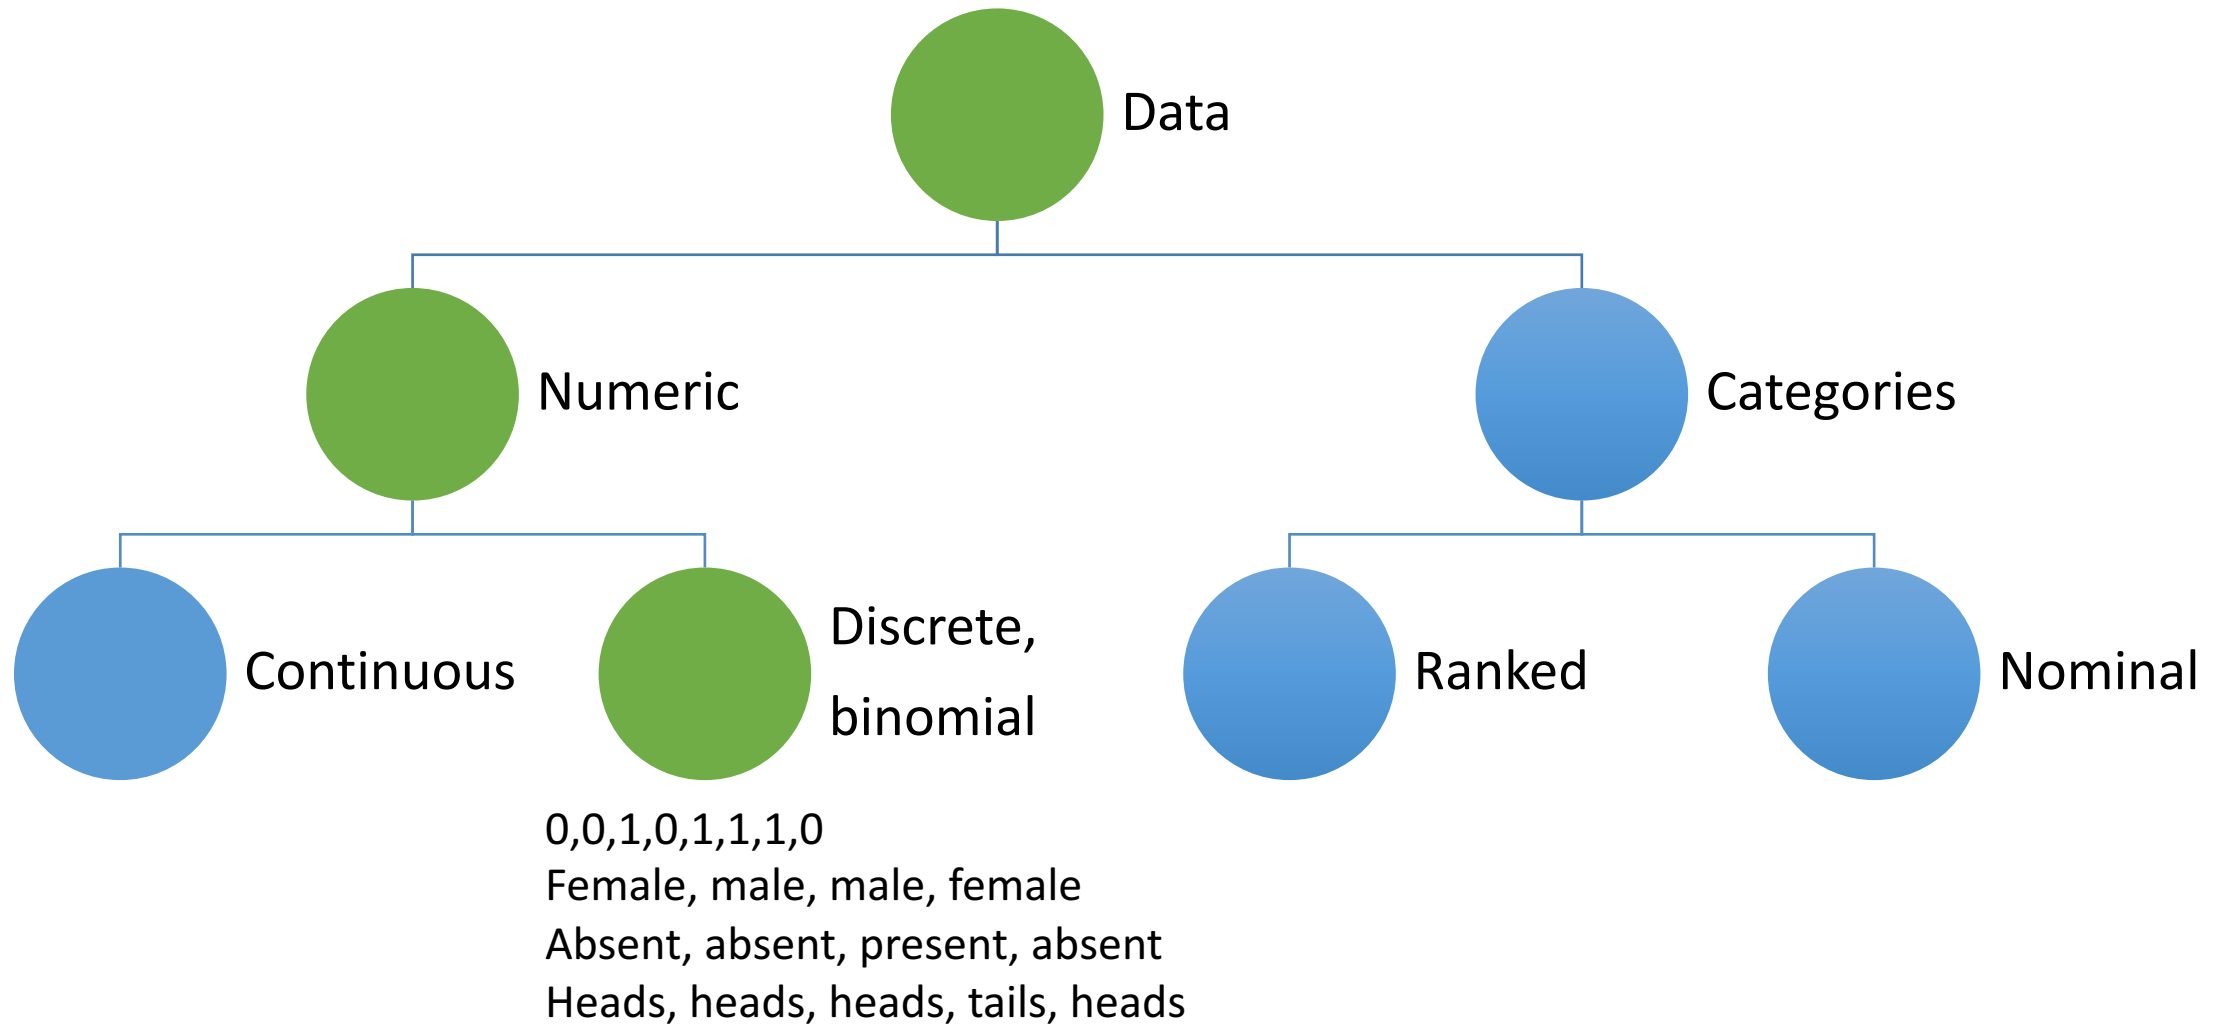 Data
Numeric
Categories
Continuous
Discrete,
binomial
Ranked
Nominal
0,0,1,0,1,1,1,0
Female, male, male, female
Absent, absent, present, absent
Heads, heads, heads, tails, heads